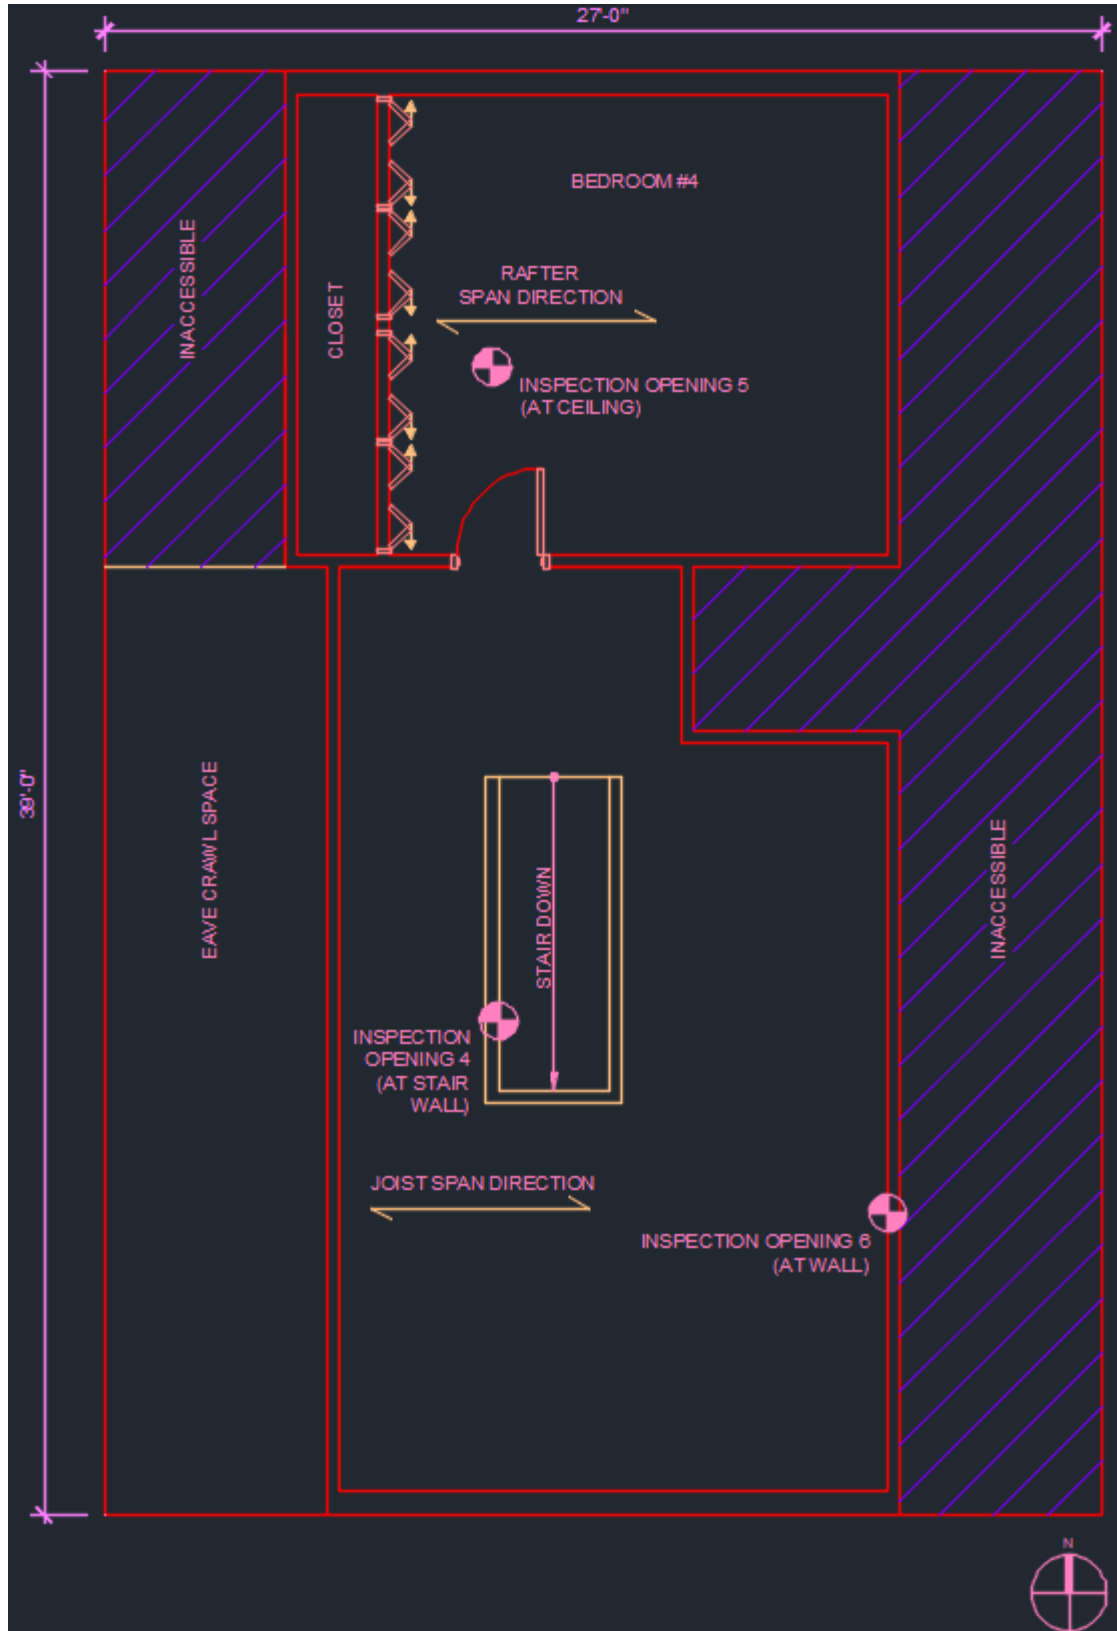 27'-0"
BEDROOM #4
INACCESSIBLE
RAFTER
SPAN DIRECTION
CLOSET
INSPECTION OPENING 5
(AT CEILING)
39'-0"
EAVE CRAWL SPACE
STAIR DOWN
INACCESSIBLE
INSPECTION
OPENING 4
(AT STAIR
WALL)
JOIST SPAN DIRECTION
INSPECTION OPENING 6
(AT WALL)
N